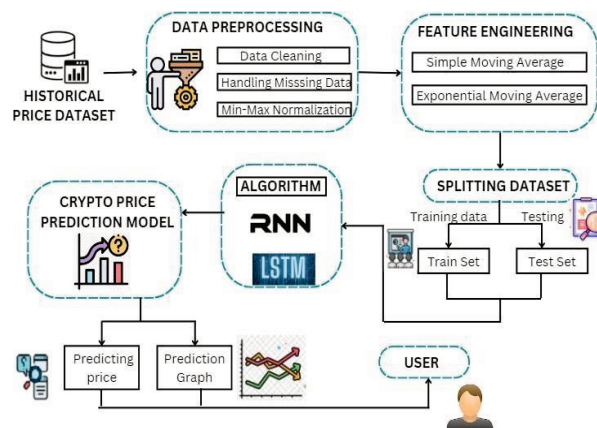 DATA PREPROCESSING
Data Cleaning
Handling Misssing Data
Min-Max Normalization
FEATURE ENGINEERING
Simple Moving Average
Exponential Moving Average
HISTORICAL
PRICE DATASET
SPLITTING DATASET
Training data
Testing
Train Set
Test Set
ALGORITHM
RNN
LSTM
CRYPTO PRICE
PREDICTION MODEL
?
Predicting
price
Prediction
Graph
USER